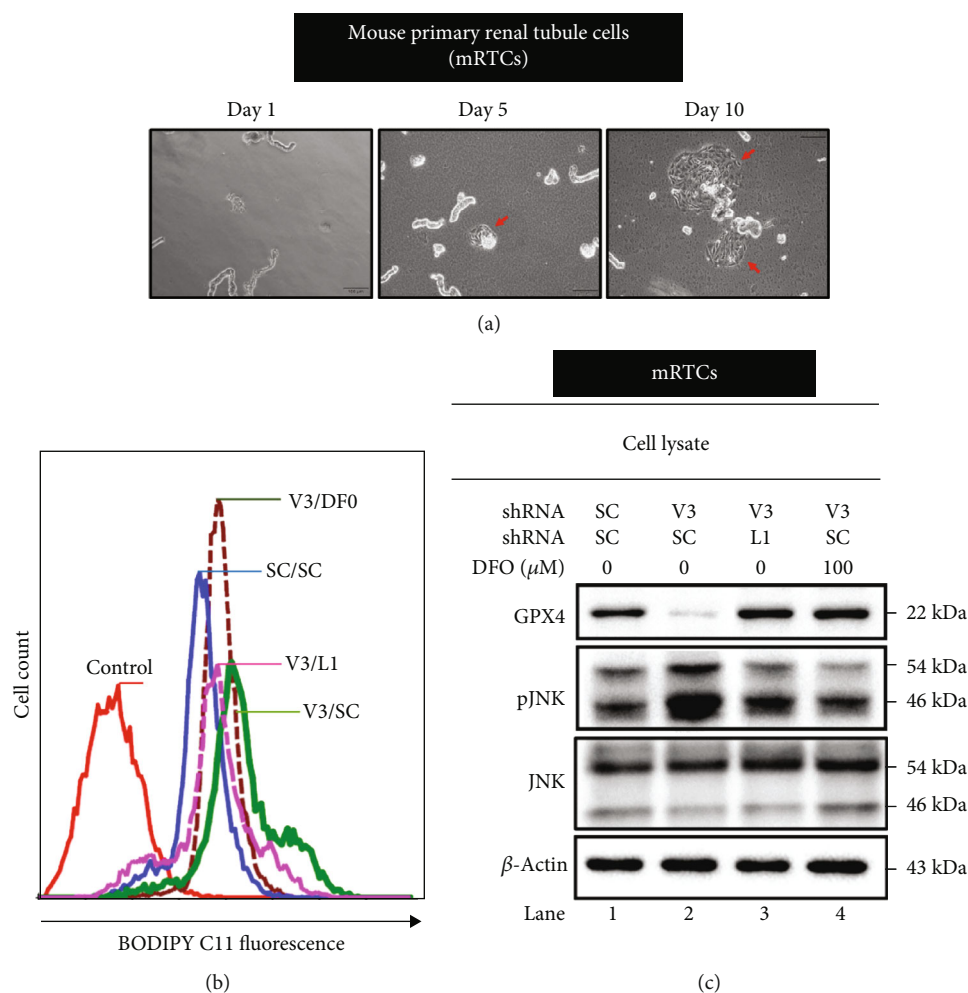 Mouse primary renal tubule cells
(mRTCs)
Day 1 Day 5 Day 10
(a)
V3/DF0
SC/SC
Control
V3/L1
V3/SC
Cell count
BODIPY C11 fluorescence
(b)
mRTCs
Cell lysate
shRNA SC V3 V3 V3
shRNA SC SC L1 SC
DFO (μM) 0 0 0 100
GPX4 22 kDa
pJNK 54 kDa
46 kDa
JNK 54 kDa
46 kDa
β-Actin 43 kDa
Lane 1 2 3 4
(c)